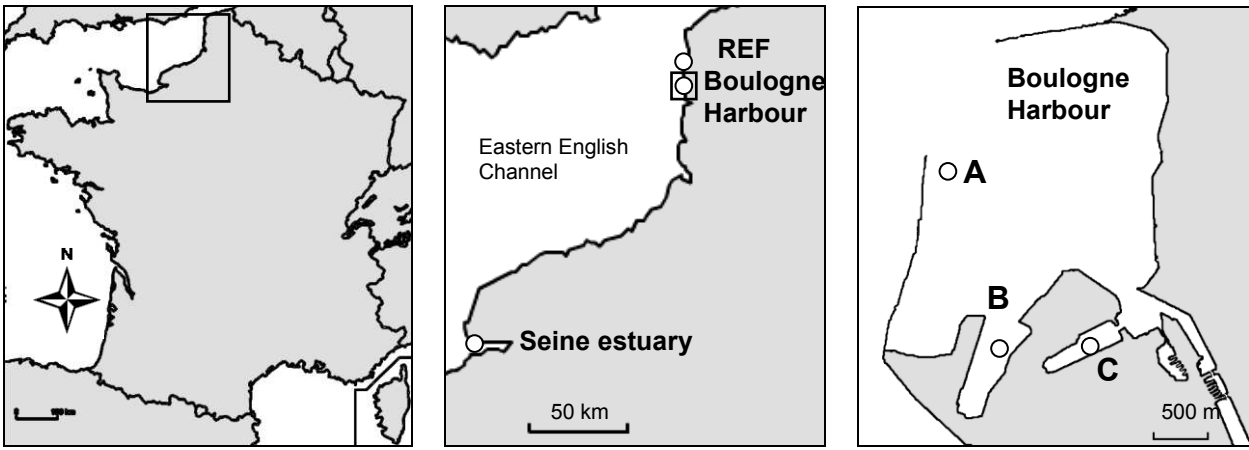 N
REF
Boulogne
Harbour
Eastern English
Channel
Seine estuary
50 km
Boulogne
Harbour
A
B
C
500 m